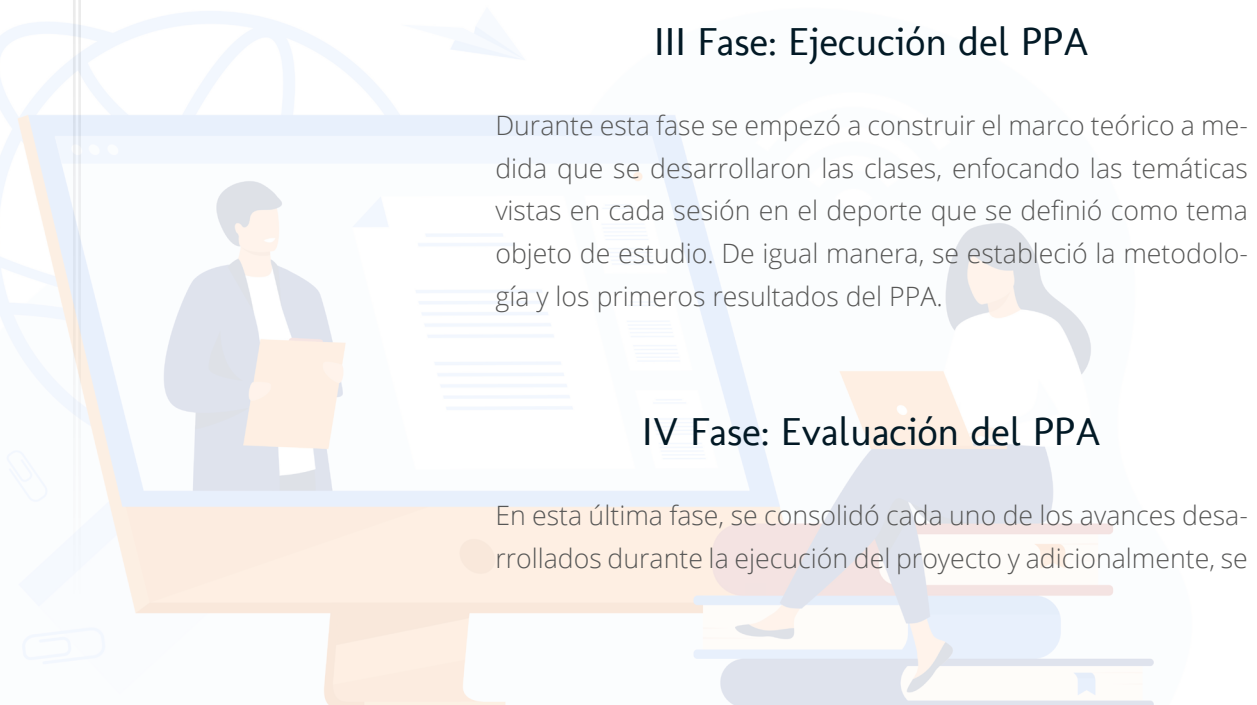 III Fase: Ejecución del PPA
Durante esta fase se empezó a construir el marco teórico a me-
dida que se desarrollaron las clases, enfocando las temáticas
vistas en cada sesión en el deporte que se definió como tema
objeto de estudio. De igual manera, se estableció la metodolo-
gía y los primeros resultados del PPA.
IV Fase: Evaluación del PPA
En esta última fase, se consolidó cada uno de los avances desa-
rrollados durante la ejecución del proyecto y adicionalmente, se